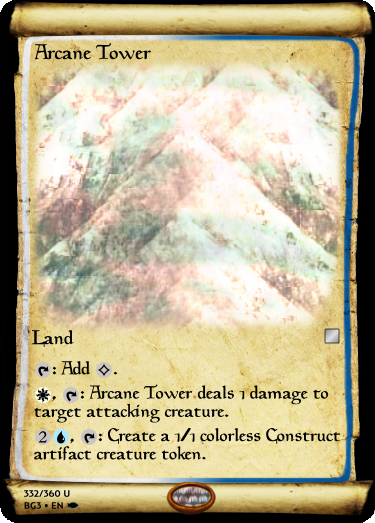 Arcane Tower
Land
: Add .
, : Arcane Tower deals 1 damage to
target attacking creature.
2 , : Create a 1/1 colorless Construct
artifact creature token.
332/360 U
BG3 • EN